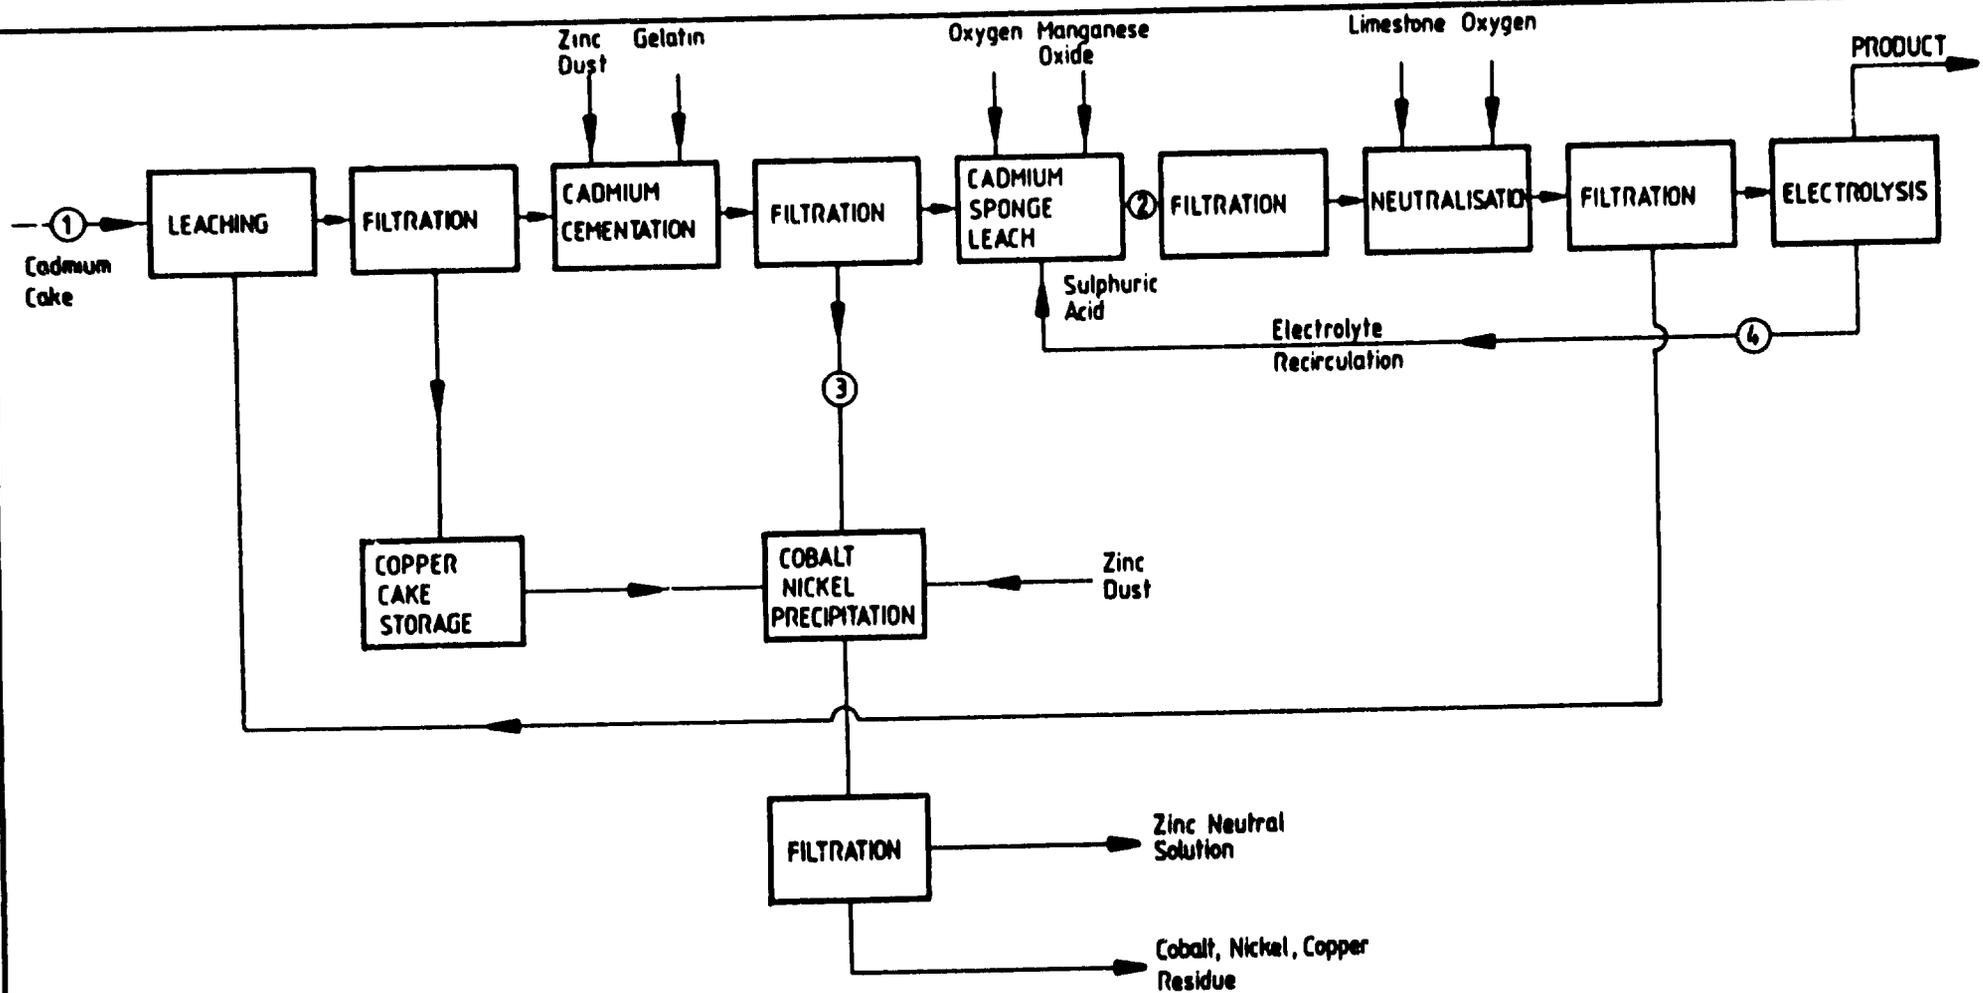 Zinc
Dust
Gelatin
Oxygen
Manganese
Oxide
Limestone
Oxygen
PRODUCT
1
Cadmium
Cake
LEACHING
FILTRATION
CADMIUM
CEMENTATION
FILTRATION
CADMIUM
SPONGE
LEACH
2
FILTRATION
NEUTRALISATION
FILTRATION
ELECTROLYSIS
Sulphuric
Acid
Electrolyte
Recirculation
4
3
COPPER
CAKE
STORAGE
COBALT
NICKEL
PRECIPITATION
Zinc
Dust
FILTRATION
Zinc Neutral
Solution
Cobalt, Nickel, Copper
Residue